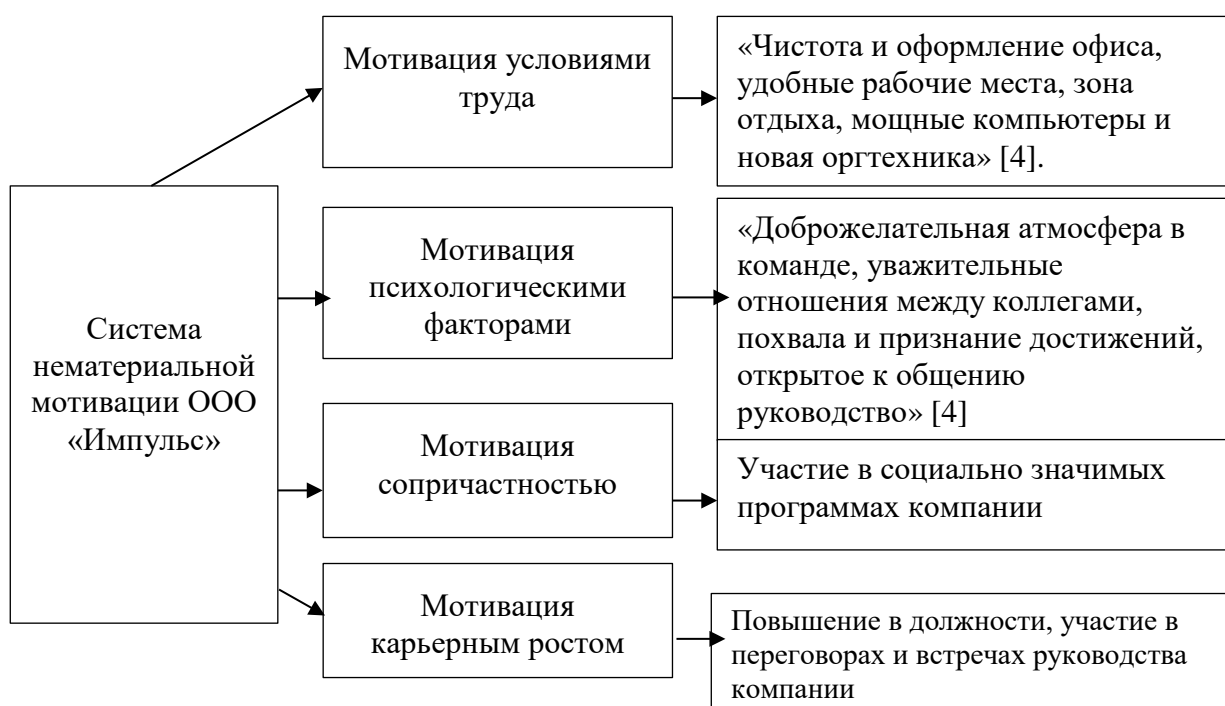 Мотивация условиями
труда
«Чистота и оформление офиса,
удобные рабочие места, зона
отдыха, мощные компьютеры и
новая оргтехника» [4].
Система
нематериальной
мотивации ООО
«Импульс»
Мотивация
психологическими
факторами
«Доброжелательная атмосфера в
команде, уважительные
отношения между коллегами,
похвала и признание достижений,
открытое к общению
руководство» [4]
Мотивация
сопричастностью
Участие в социально значимых
программах компании
Мотивация
карьерным ростом
Повышение в должности, участие в
переговорах и встречах руководства
компании